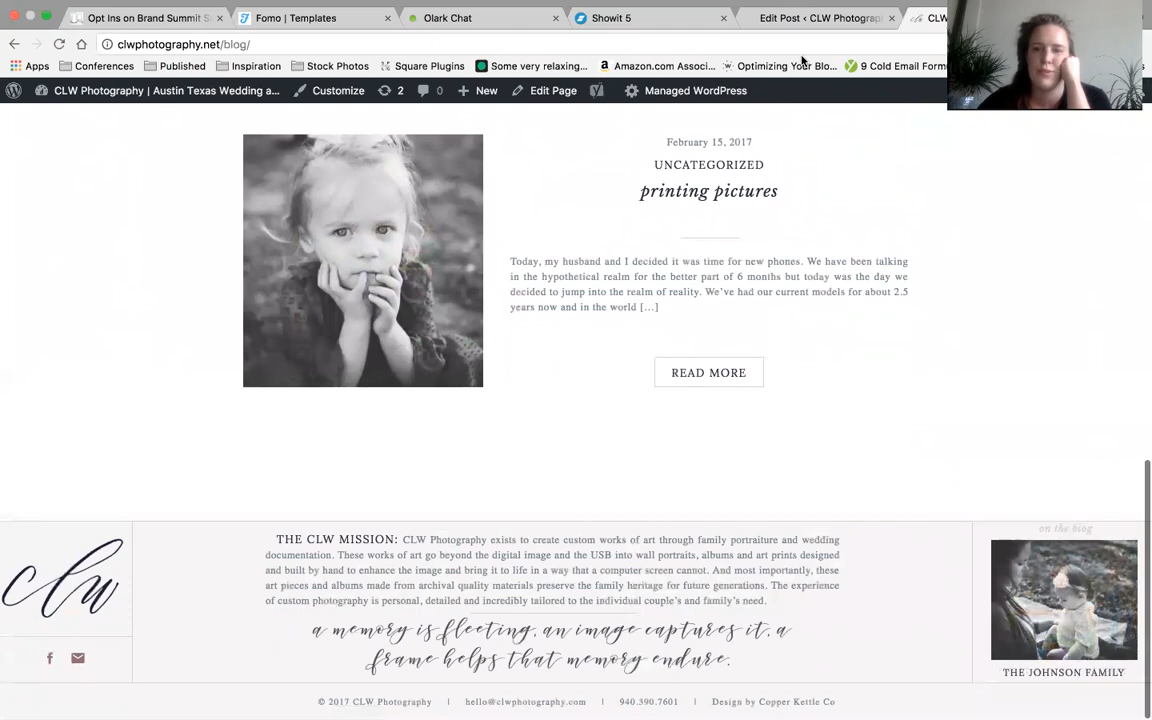 Opt Ins on Brand Summit S
Fomo | Templates
Olark Chat
Showit 5
Edit Post ‹ CLW Photograp
CLW
clwphotography.net/blog/
Apps
Conferences
Published
Inspiration
Stock Photos
Square Plugins
Some very relaxing...
Amazon.com Associ...
Optimizing Your Blo...
9 Cold Email Form
CLW Photography | Austin Texas Wedding a...
Customize
2
0
New
Edit Page
Managed WordPress
February 15, 2017
UNCATEGORIZED
printing pictures
Today, my husband and I decided it was time for new phones. We have been talking
in the hypothetical realm for the better part of 6 months but today was the day we
decided to jump into the realm of reality. We've had our current models for about 2.5
years now and in the world [...]
READ MORE
clw
THE CLW MISSION: CLW Photography exists to create custom works of art through family portraiture and wedding
documentation. These works of art go beyond the digital image and the USB into wall portraits, albums and art prints designed
and built by hand to enhance the image and bring it to life in a way that a computer screen cannot. And most importantly, these
art pieces and albums made from archival quality materials preserve the family heritage for future generations. The experience
of custom photography is personal, detailed and incredibly tailored to the individual couple's and family's need.
a memory is fleeting, an image captures it, a
frame helps that memory endure.
on the blog
THE JOHNSON FAMILY
© 2017 CLW Photography | hello@clwphotography.com | 940.390.7601 | Design by Copper Kettle Co